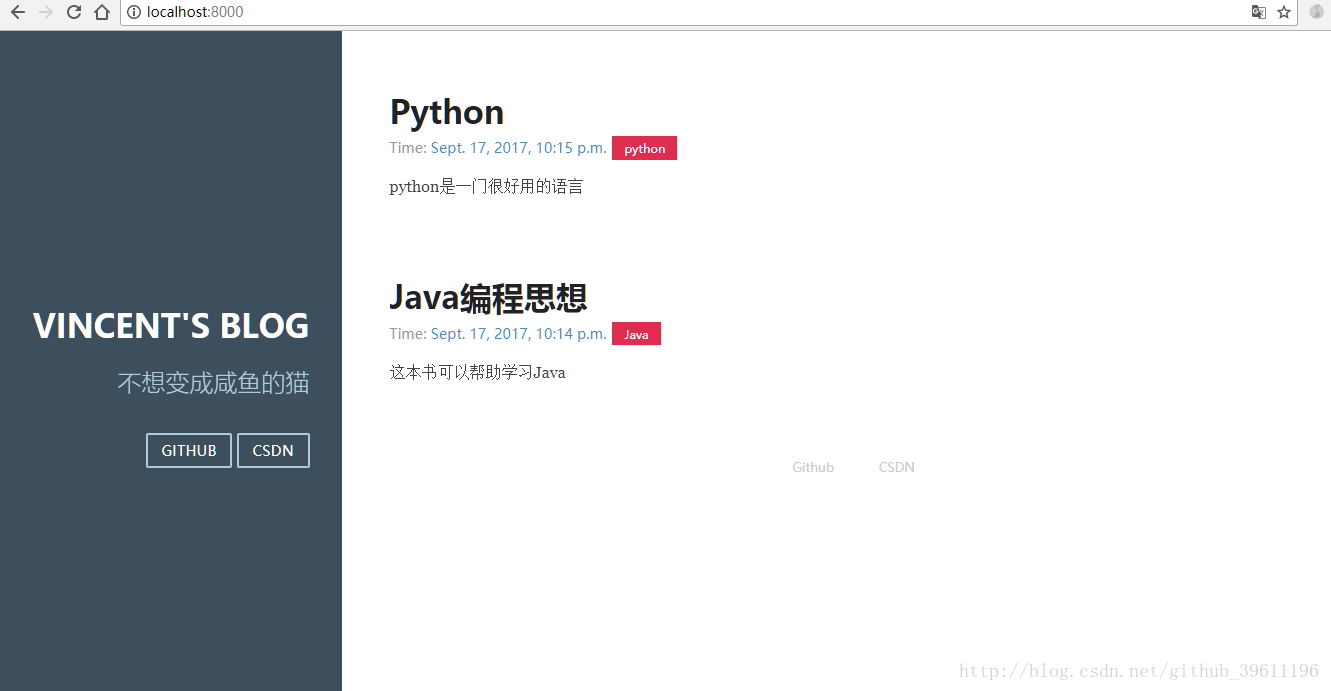 localhost:8000
VINCENT'S BLOG
不想变成咸鱼的猫
GITHUB CSDN
Python
Time: Sept. 17, 2017, 10:15 p.m. python
python是一门很好用的语言
Java编程思想
Time: Sept. 17, 2017, 10:14 p.m. Java
这本书可以帮助学习Java
Github CSDN
http://blog.csdn.net/github_39611196